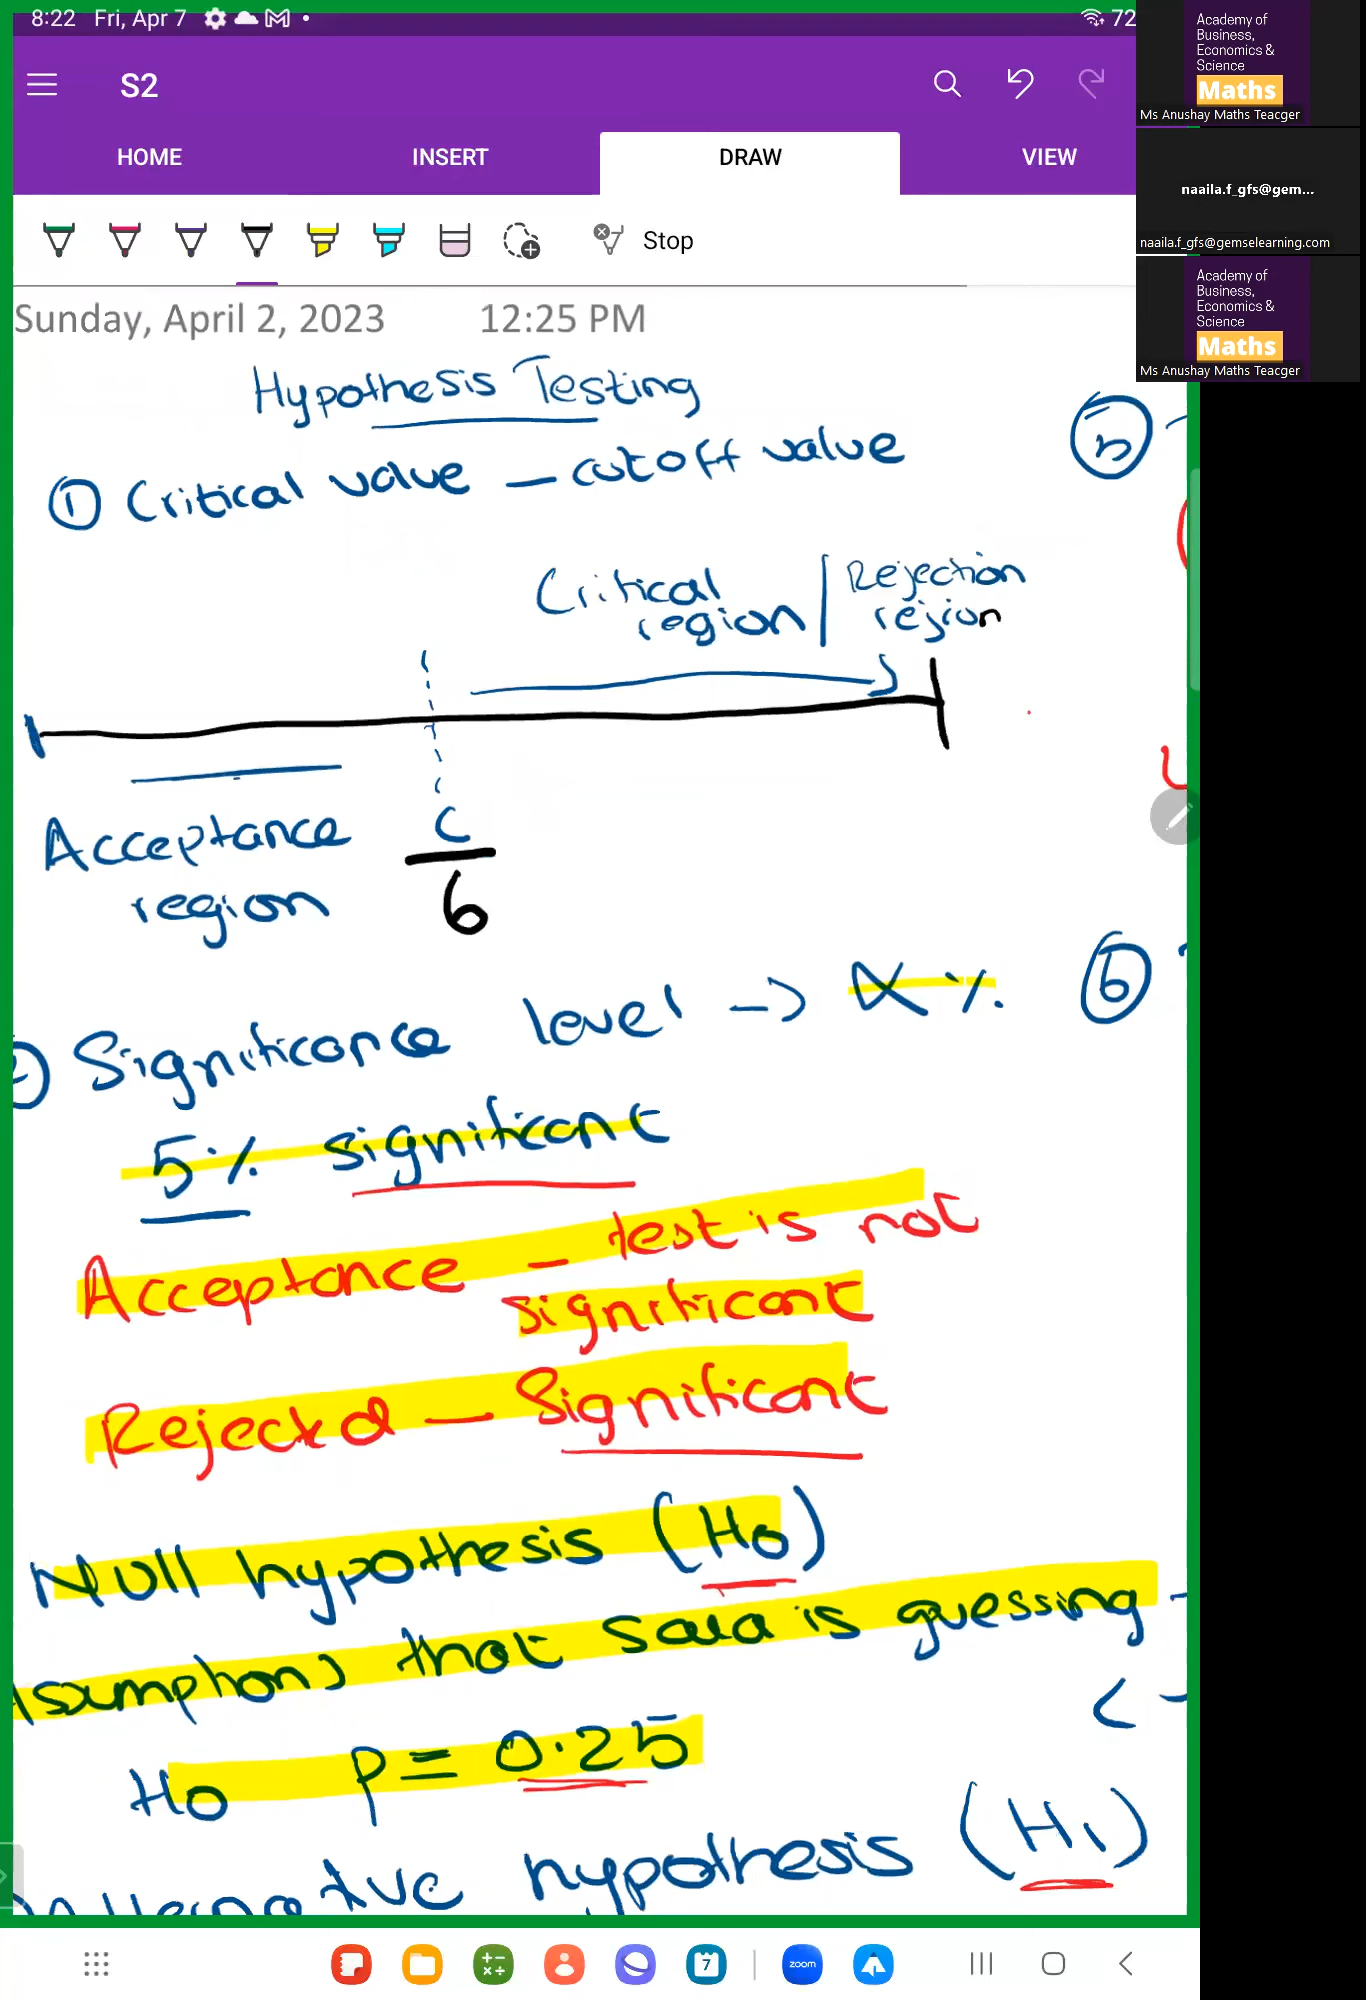 8:22 Fri, Apr 7
72
S2
HOME INSERT DRAW VIEW
Stop
Academy of
Business,
Economics &
Science
Maths
Ms Anushay Maths Teacger
naaila.f_gfs@gem...
naaila.f_gfs@gemselearning.com
Academy of
Business,
Economics &
Science
Maths
Ms Anushay Maths Teacger
Sunday, April 2, 2023 12:25 PM
Hypothesis Testing
① Critical value — cutoff value
Critical region / Rejection rejion
Acceptance region
C
6
Significance level -> α %
5% significant
Acceptance — test is not
significant
Rejected — Significant
Null hypothesis (H0)
that Sara is guessing
H0 P = 0.25
hypothesis (H1)
7
zoom